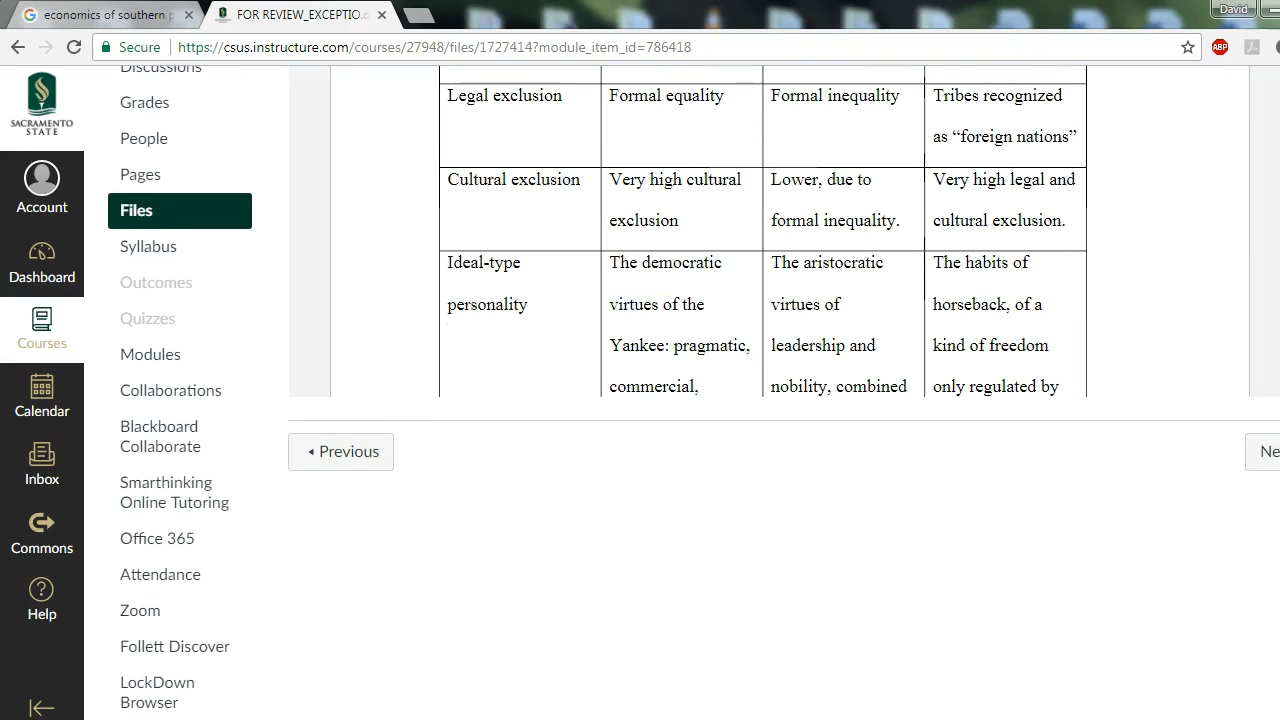 economics of southern p
FOR REVIEW_EXCEPTIO
David
Secure
https://csus.instructure.com/courses/27948/files/1727414?module_item_id=786418
ABP
SACRAMENTO
STATE
Account
Dashboard
Courses
Calendar
Inbox
Commons
Help
Discussions
Grades
People
Pages
Files
Syllabus
Outcomes
Quizzes
Modules
Collaborations
Blackboard
Collaborate
Smarthinking
Online Tutoring
Office 365
Attendance
Zoom
Follett Discover
LockDown
Browser
Legal exclusion
Formal equality
Formal inequality
Tribes recognized
as “foreign nations”
Cultural exclusion
Very high cultural
exclusion
Lower, due to
formal inequality.
Very high legal and
cultural exclusion.
Ideal-type
personality
The democratic
virtues of the
Yankee: pragmatic,
commercial,
The aristocratic
virtues of
leadership and
nobility, combined
The habits of
horseback, of a
kind of freedom
only regulated by
Previous
Ne